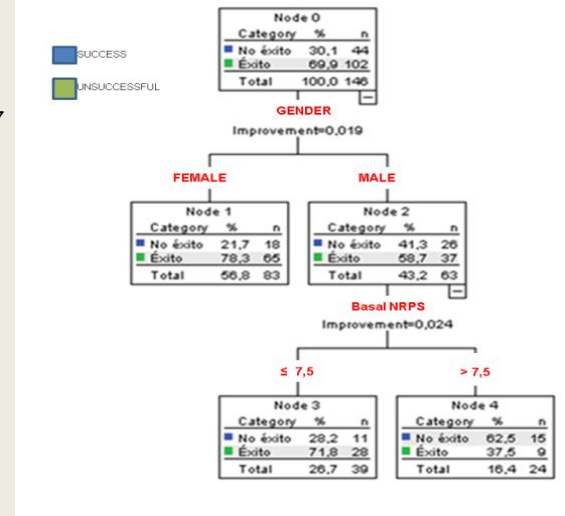 Node 0
Category % n
No éxito 30,1 44
Éxito 69,9 102
Total 100,0 146
SUCCESS
UNSUCCESSFUL
GENDER
Improvement=0,019
FEMALE
MALE
Node 1
Category % n
No éxito 21,7 18
Éxito 78,3 65
Total 56,8 83
Node 2
Category % n
No éxito 41,3 26
Éxito 58,7 37
Total 43,2 63
Basal NRPS
Improvement=0,024
≤ 7,5
> 7,5
Node 3
Category % n
No éxito 28,2 11
Éxito 71,8 28
Total 26,7 39
Node 4
Category % n
No éxito 62,5 15
Éxito 37,5 9
Total 16,4 24